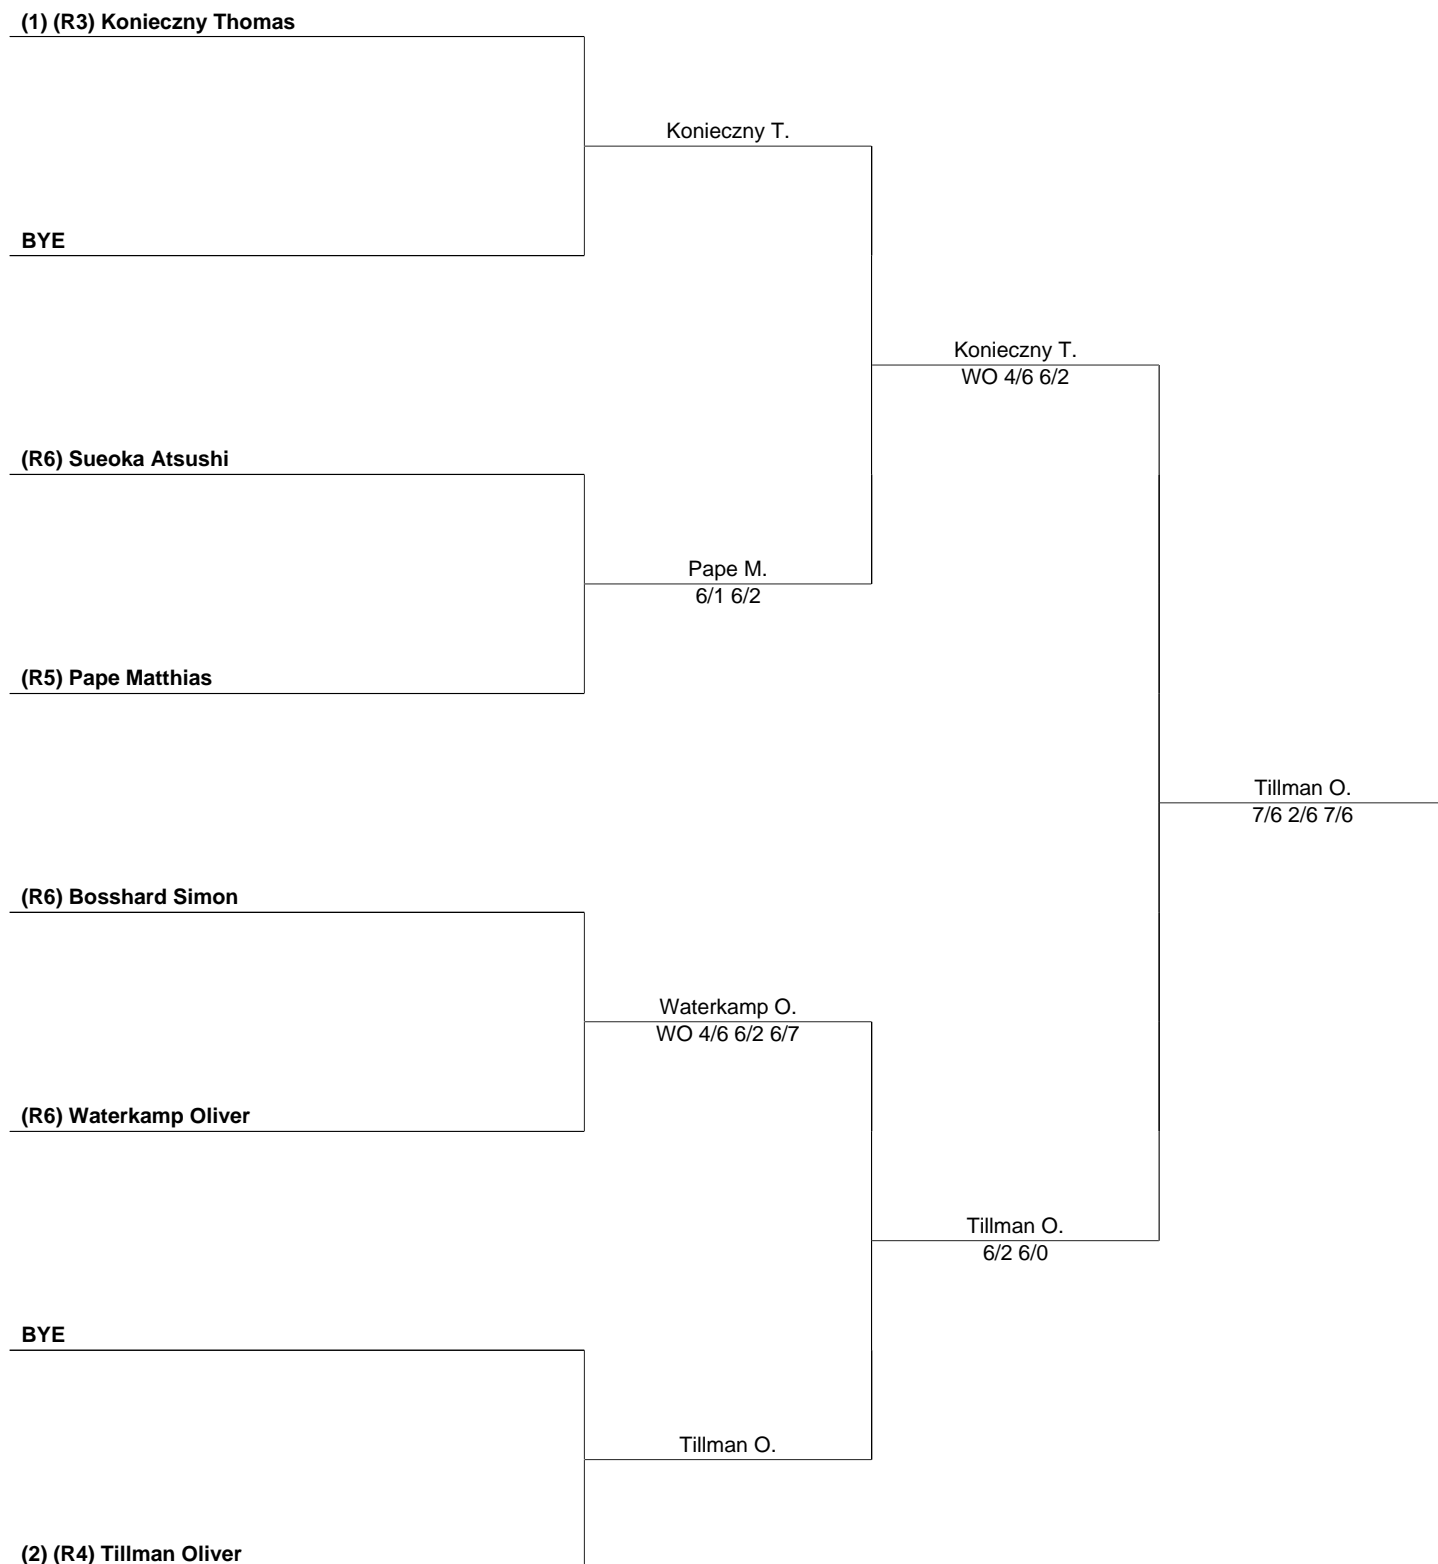 (1) (R3) Konieczny Thomas
Konieczny T.
BYE
Konieczny T.
WO 4/6 6/2
(R6) Sueoka Atsushi
Pape M.
6/1 6/2
(R5) Pape Matthias
Tillman O.
7/6 2/6 7/6
(R6) Bosshard Simon
Waterkamp O.
WO 4/6 6/2 6/7
(R6) Waterkamp Oliver
Tillman O.
6/2 6/0
BYE
Tillman O.
(2) (R4) Tillman Oliver